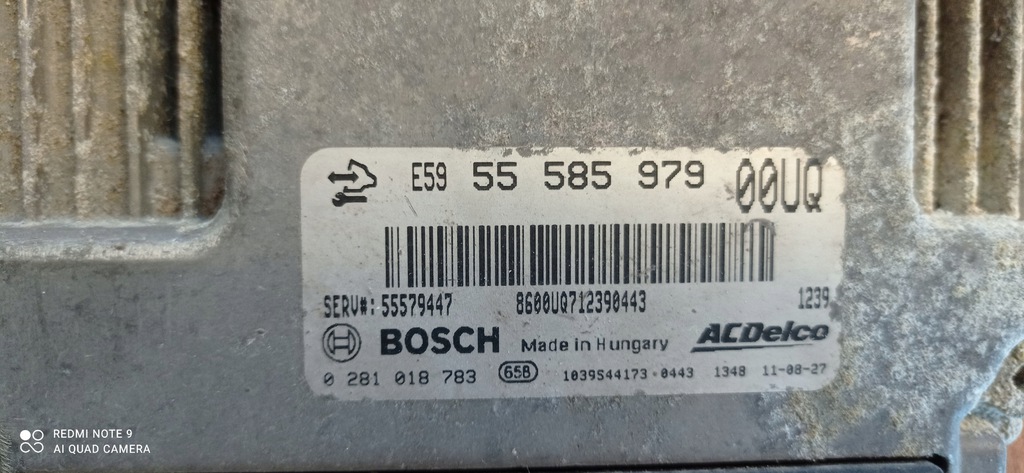 E59 55 585 979 00UQ
SERV#: 55579447 8600UQ712390443 1239
BOSCH Made in Hungary ACDelco
0 281 018 783 65B 1039S44173 0443 1348 11-08-27
REDMI NOTE 9
AI QUAD CAMERA